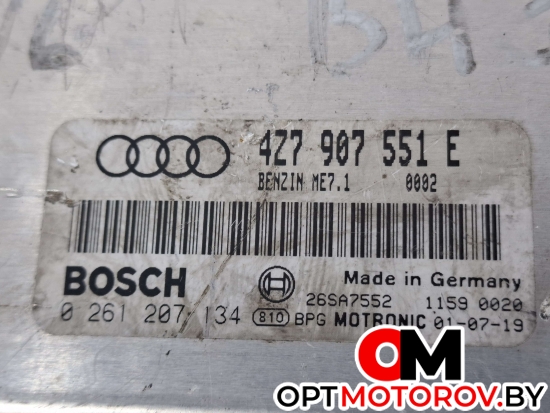 4Z7 907 551 E
BENZIN ME7.1 0002
BOSCH
Made in Germany
0 261 207 134
26SA7552 1159 0020
810 BPG MOTRONIC 01-07-19
OM
OPTMOTOROV.BY